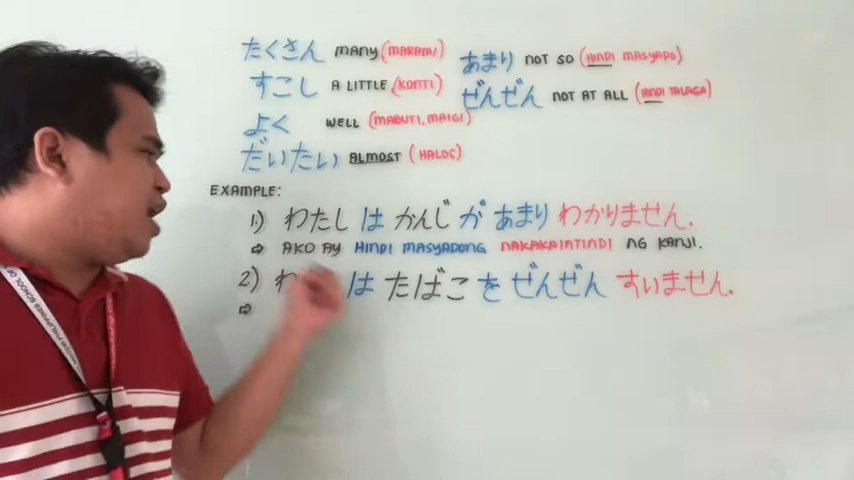 たくさん MANY (MARAMI)
あまり NOT SO (HINDI MASYADO)
すこし A LITTLE (KONTI)
ぜんぜん NOT AT ALL (HINDI TALAGA)
よく WELL (MABUTI, MAIGI)
だいたい ALMOST (HALOS)
EXAMPLE:
1) わたし は かんじ が あまり わかりません.
⇨ AKO AY HINDI MASYADONG NAKAKAINTINDI NG KANJI.
2) わ は たばこ を ぜんぜん すいません.
⇨